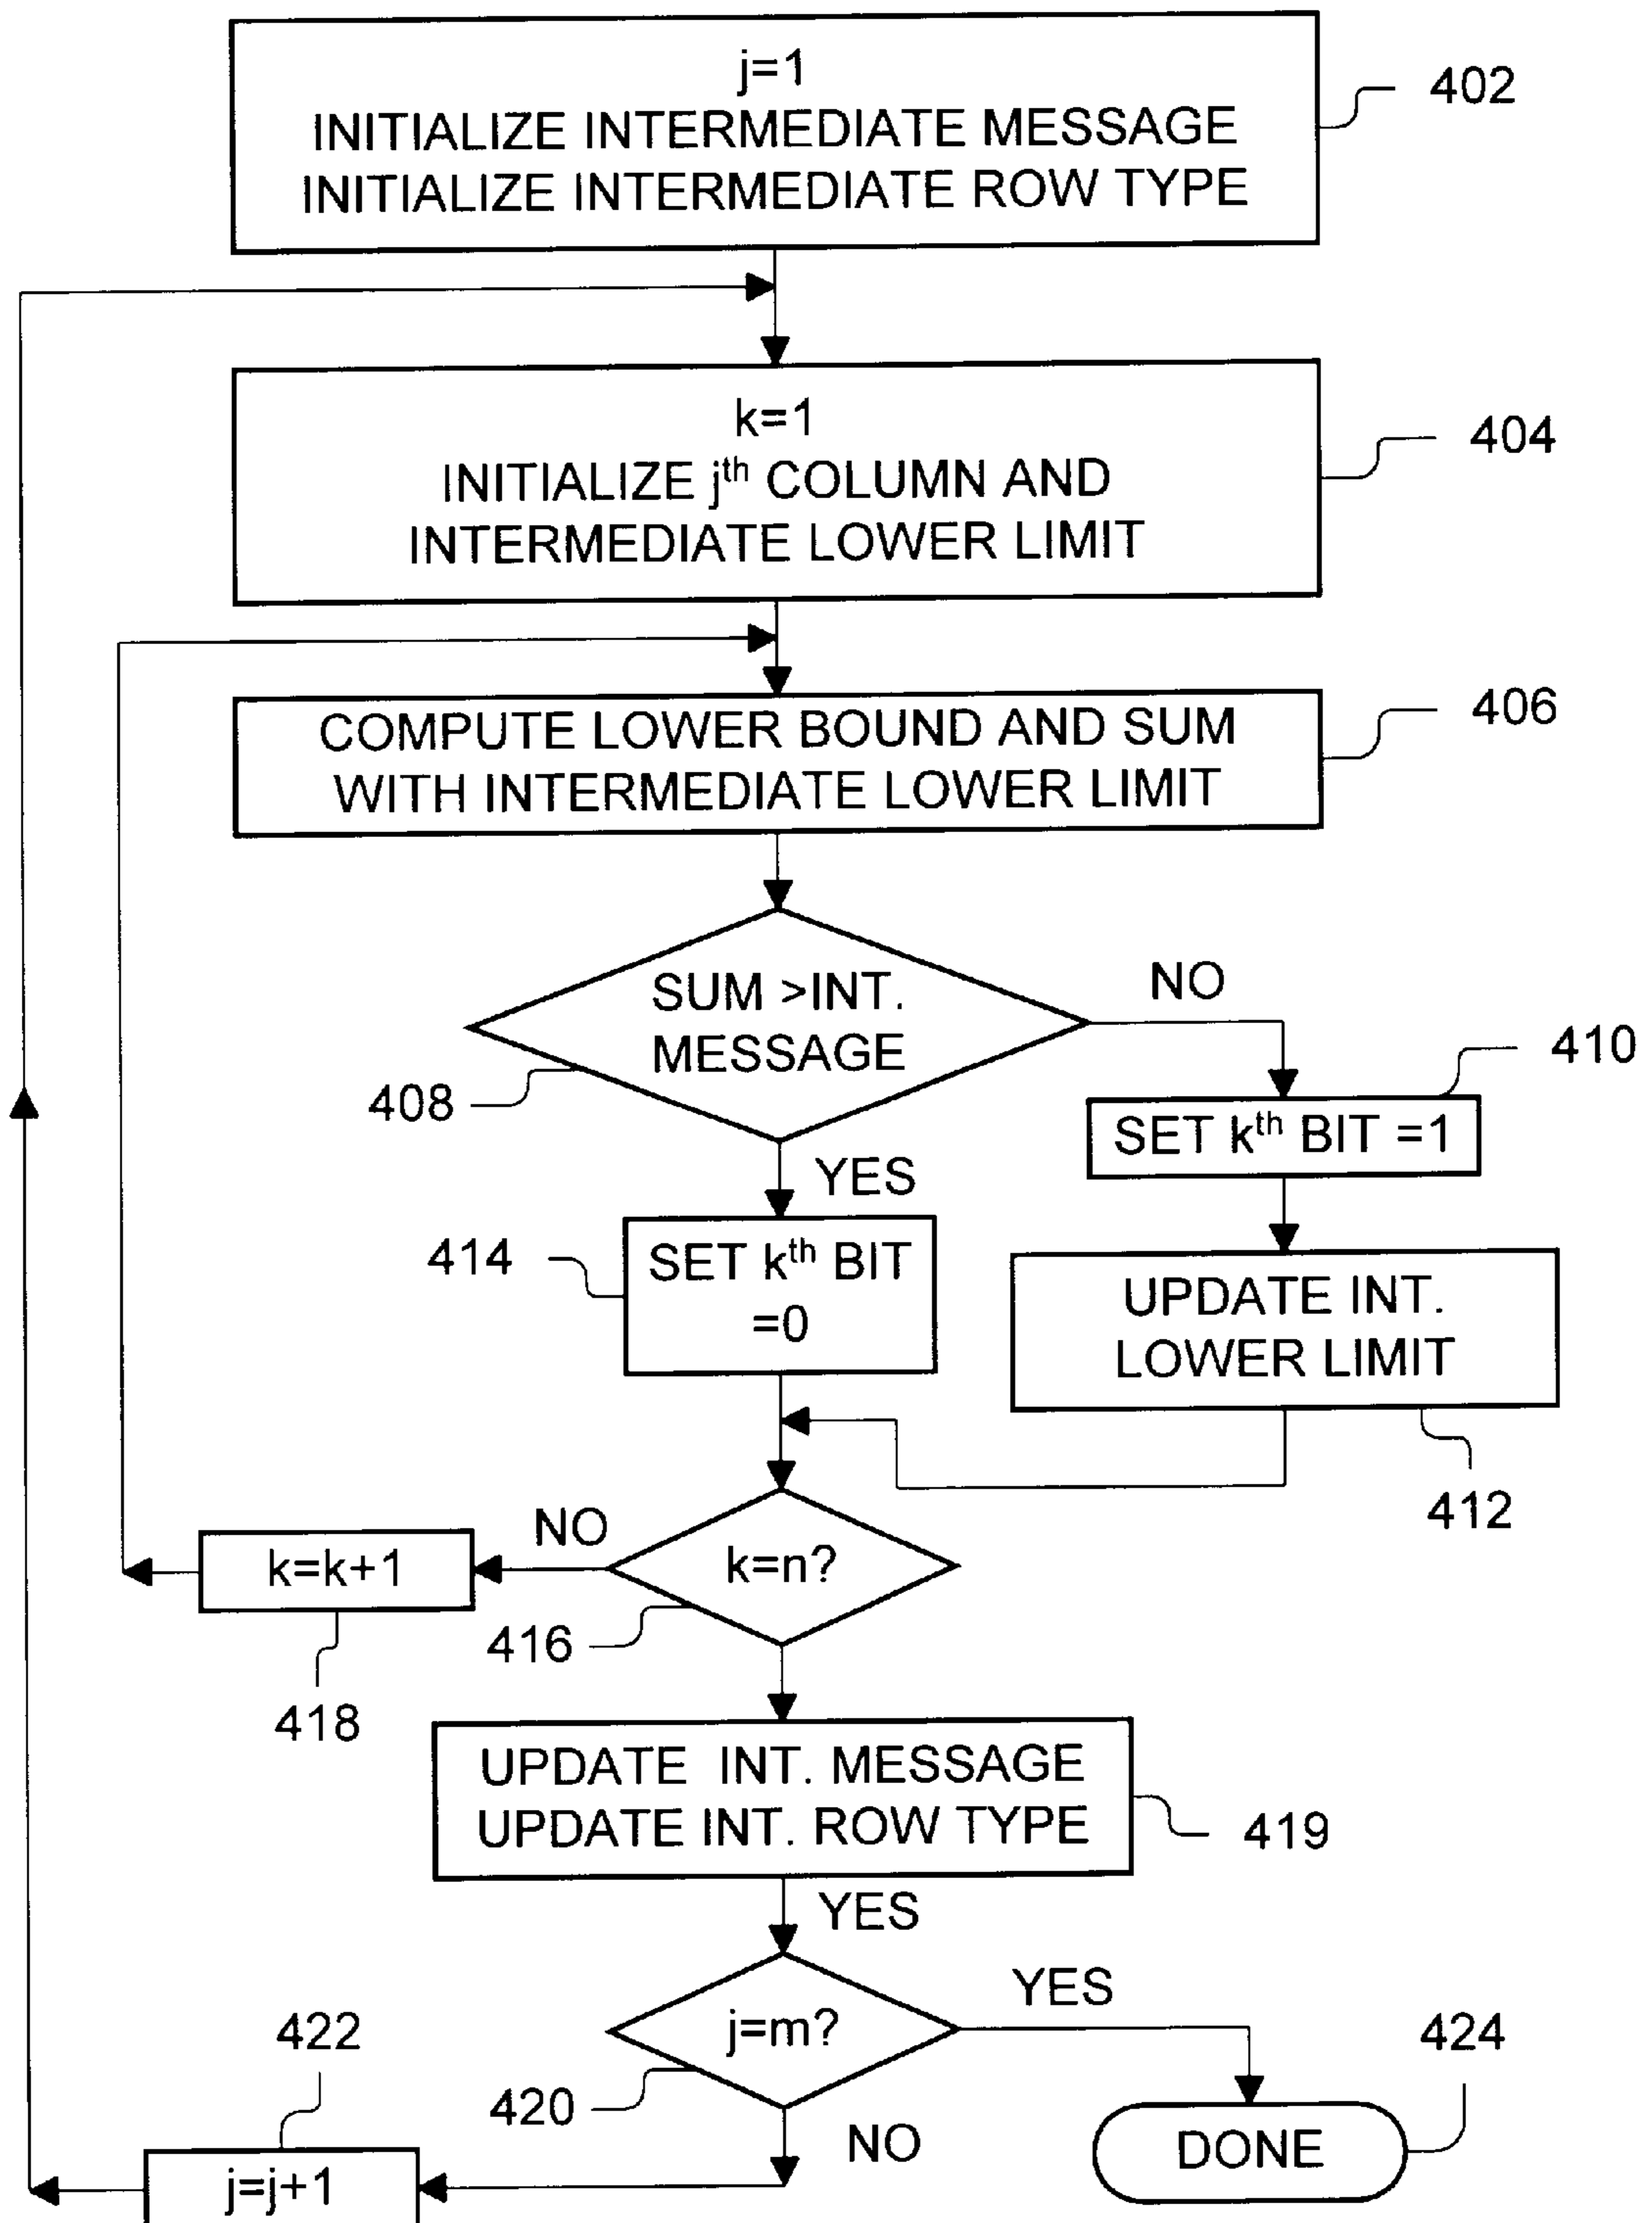 j=1
INITIALIZE INTERMEDIATE MESSAGE
INITIALIZE INTERMEDIATE ROW TYPE
402
k=1
INITIALIZE jth COLUMN AND
INTERMEDIATE LOWER LIMIT
404
COMPUTE LOWER BOUND AND SUM
WITH INTERMEDIATE LOWER LIMIT
406
SUM >INT.
MESSAGE
408
NO
410
SET kth BIT =1
YES
414
SET kth BIT
=0
UPDATE INT.
LOWER LIMIT
412
NO
k=n?
416
k=k+1
418
UPDATE INT. MESSAGE
UPDATE INT. ROW TYPE
419
YES
j=m?
420
YES
424
DONE
NO
422
j=j+1